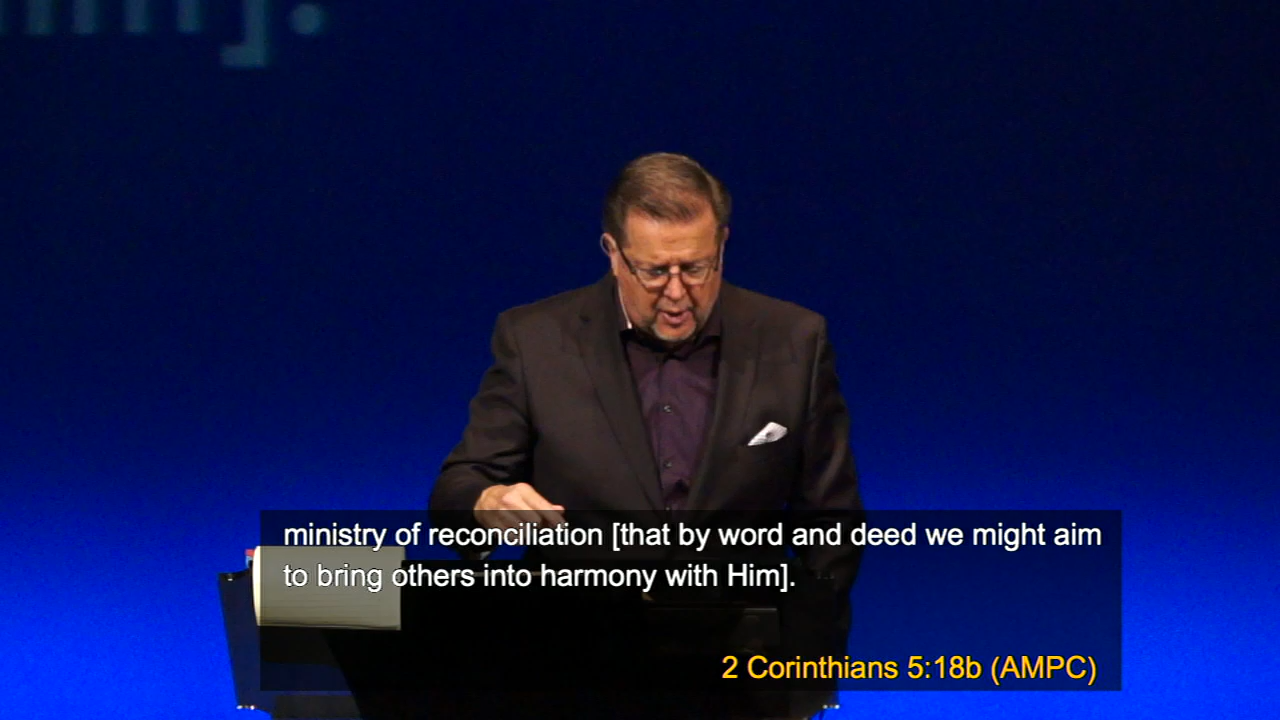 ministry of reconciliation [that by word and deed we might aim
to bring others into harmony with Him].
2 Corinthians 5:18b (AMPC)